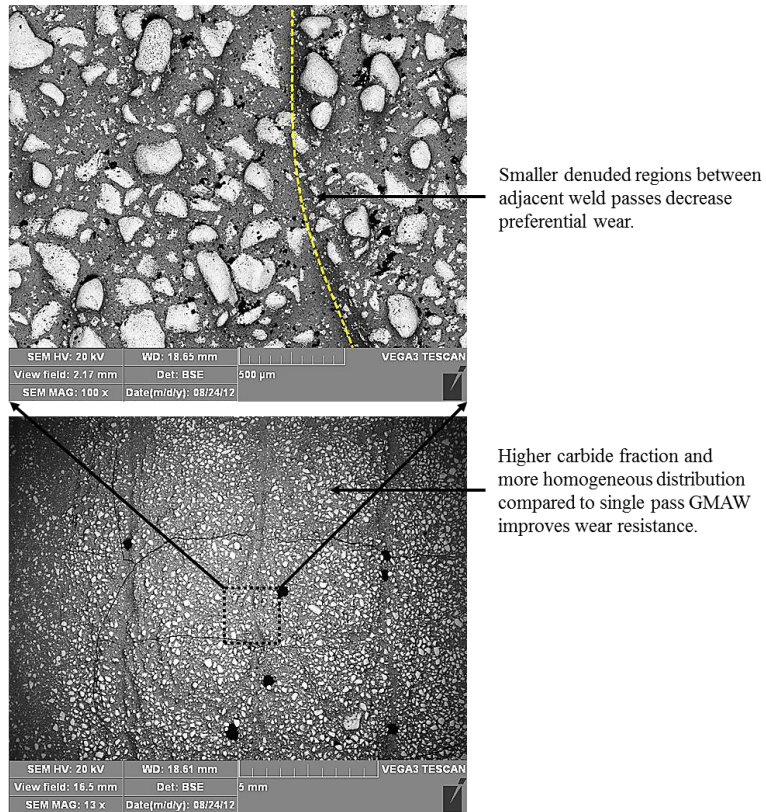 Smaller denuded regions between
adjacent weld passes decrease
preferential wear.
SEM HV: 20 kV WD: 18.65 mm VEGA3 TESCAN
View field: 2.17 mm Det: BSE 500 µm
SEM MAG: 100 x Date(m/d/y): 08/24/12
Higher carbide fraction and
more homogeneous distribution
compared to single pass GMAW
improves wear resistance.
SEM HV: 20 kV WD: 18.61 mm VEGA3 TESCAN
View field: 16.5 mm Det: BSE 5 mm
SEM MAG: 13 x Date(m/d/y): 08/24/12